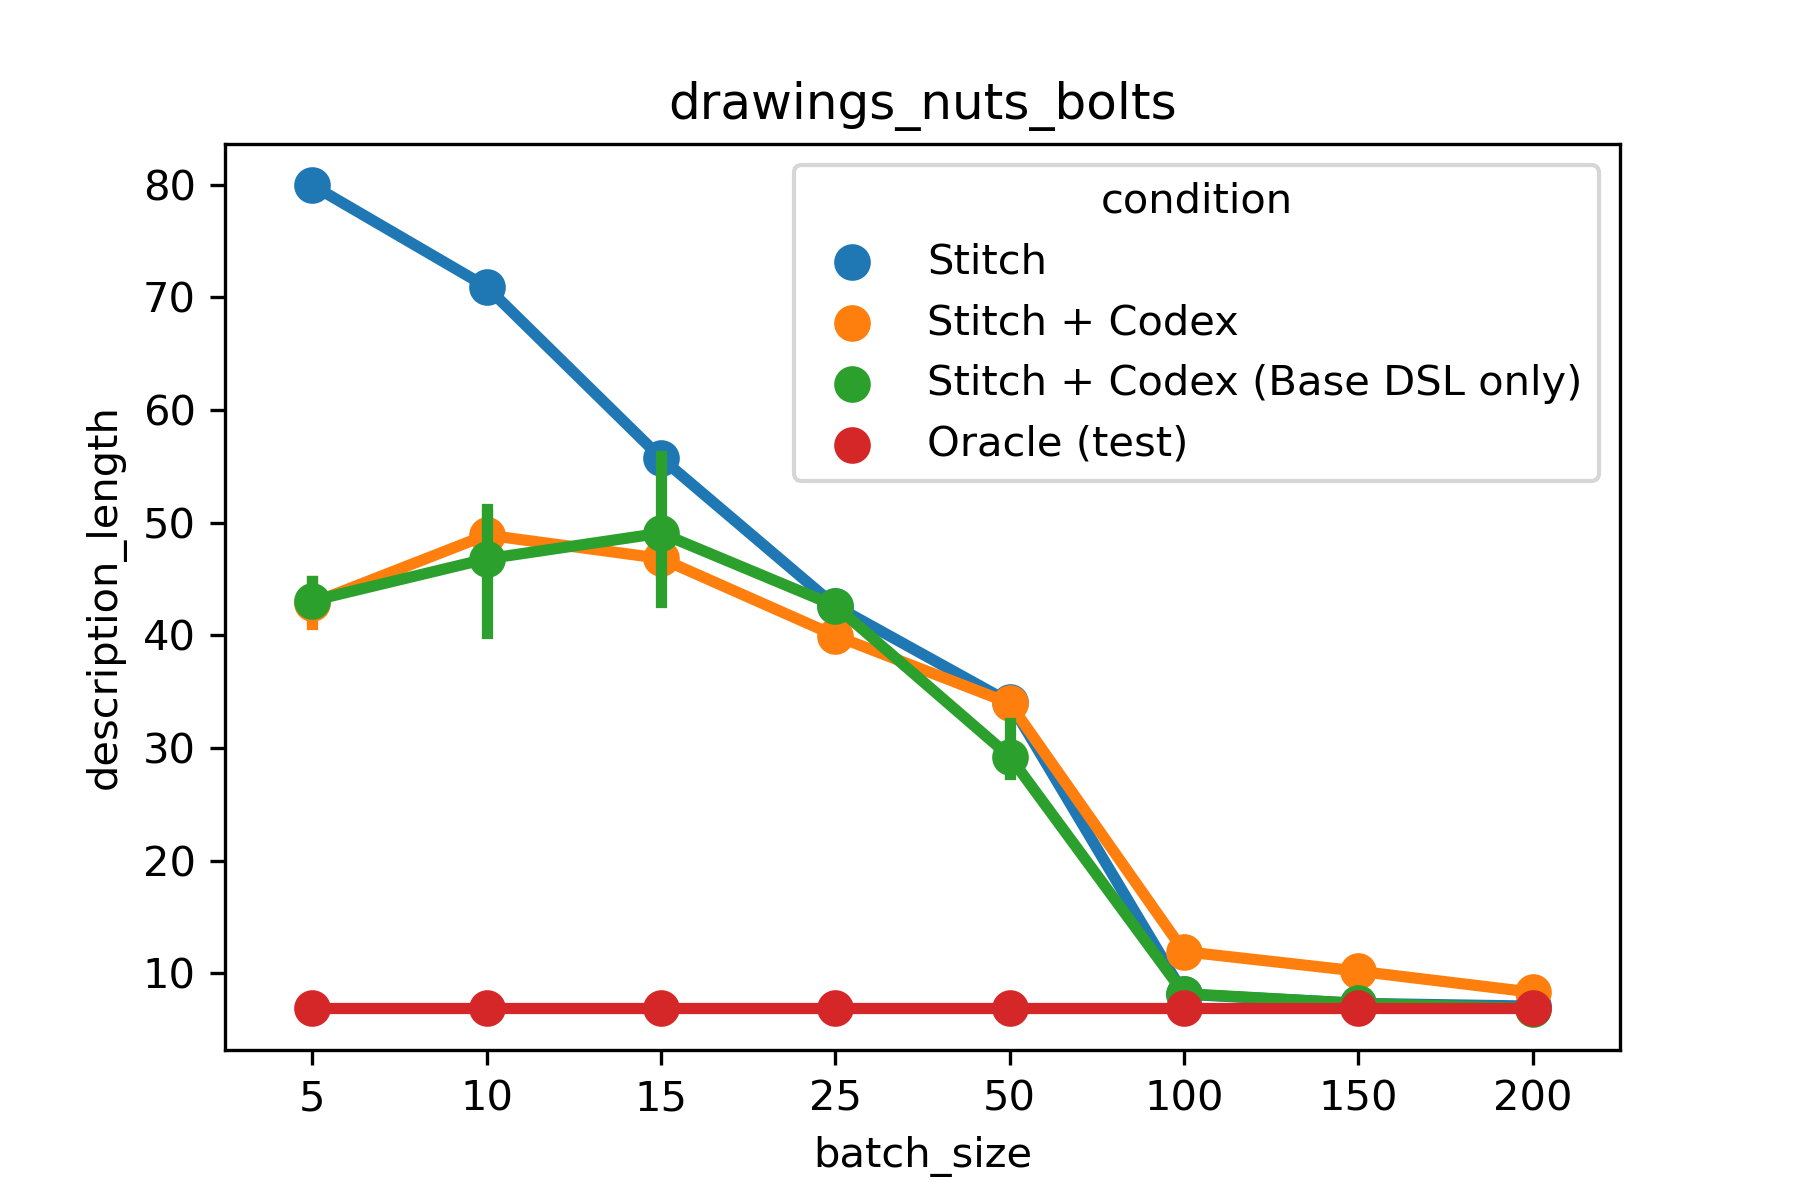 drawings_nuts_bolts
condition
Stitch
Stitch + Codex
Stitch + Codex (Base DSL only)
Oracle (test)
description_length
80
70
60
50
40
30
20
10
5 10 15 25 50 100 150 200
batch_size